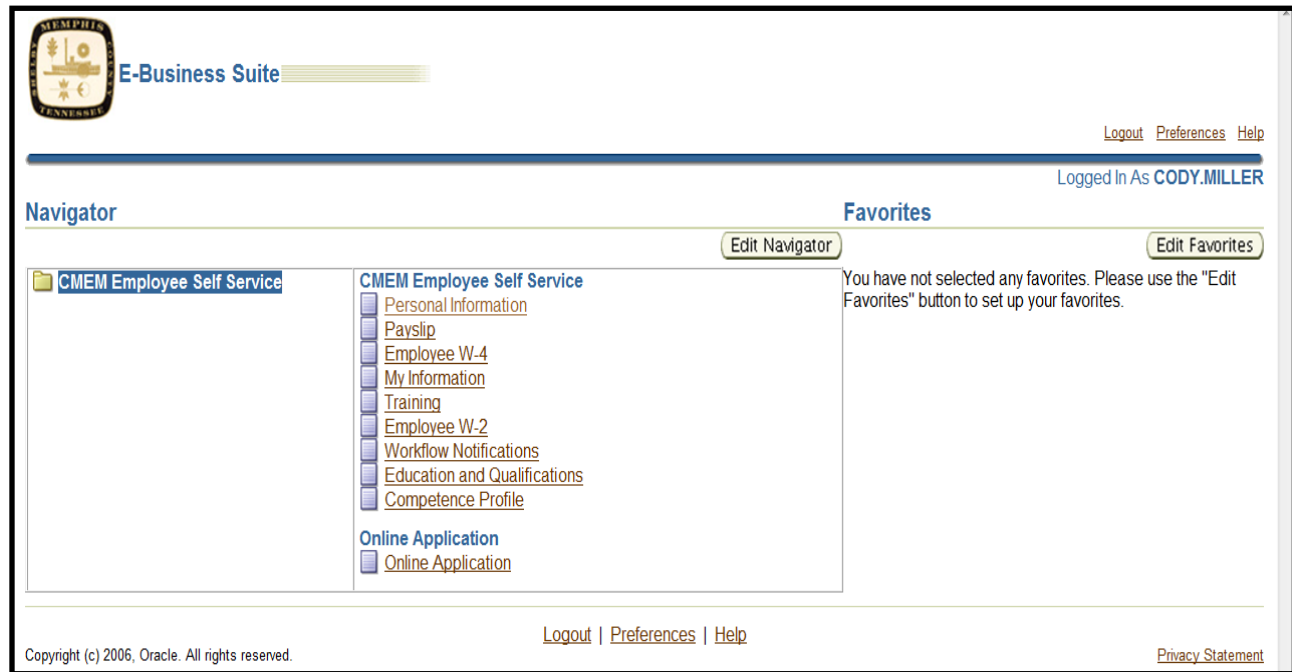 MEMPHIS
SHELBY COUNTY
TENNESSEE
E-Business Suite
Logout Preferences Help
Logged In As CODY.MILLER
Navigator
Favorites
Edit Navigator
Edit Favorites
CMEM Employee Self Service
CMEM Employee Self Service
Personal Information
Payslip
Employee W-4
My Information
Training
Employee W-2
Workflow Notifications
Education and Qualifications
Competence Profile
Online Application
Online Application
You have not selected any favorites. Please use the "Edit
Favorites" button to set up your favorites.
Logout | Preferences | Help
Copyright (c) 2006, Oracle. All rights reserved.
Privacy Statement